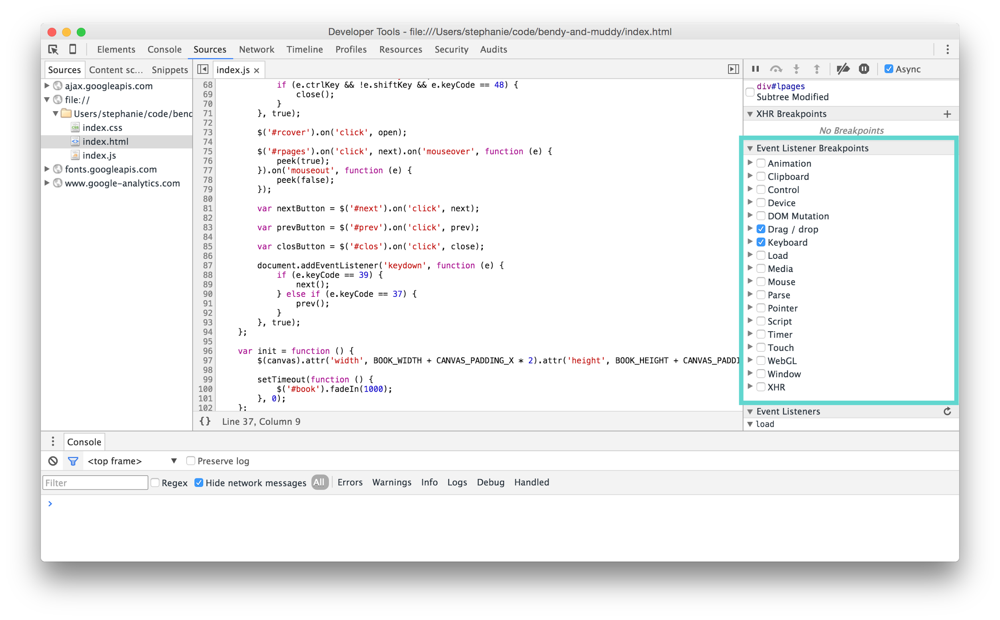 Developer Tools - file:///Users/stephanie/code/bendy-and-muddy/index.html
Elements Console Sources Network Timeline Profiles Resources Security Audits
Sources Content sc... Snippets
ajax.googleapis.com
file://
Users/stephanie/code/bend
index.css
index.html
index.js
fonts.googleapis.com
www.google-analytics.com
index.js ×
68 if (e.ctrlKey && !e.shiftKey && e.keyCode == 48) {
69 close();
70 }
71 }, true);
72
73 $('#rcover').on('click', open);
74
75 $('#rpages').on('click', next).on('mouseover', function (e) {
76 peek(true);
77 }).on('mouseout', function (e) {
78 peek(false);
79 });
80
81 var nextButton = $('#next').on('click', next);
82
83 var prevButton = $('#prev').on('click', prev);
84
85 var closButton = $('#clos').on('click', close);
86
87 document.addEventListener('keydown', function (e) {
88 if (e.keyCode == 39) {
89 next();
90 } else if (e.keyCode == 37) {
91 prev();
92 }
93 }, true);
94 };
95
96 var init = function () {
97 $(canvas).attr('width', BOOK_WIDTH + CANVAS_PADDING_X * 2).attr('height', BOOK_HEIGHT + CANVAS_PADDI
98
99 setTimeout(function () {
100 $('#book').fadeIn(1000);
101 }, 0);
102 };
{} Line 37, Column 9
Async
div#lpages
Subtree Modified
XHR Breakpoints +
No Breakpoints
Event Listener Breakpoints
Animation
Clipboard
Control
Device
DOM Mutation
Drag / drop
Keyboard
Load
Media
Mouse
Parse
Pointer
Script
Timer
Touch
WebGL
Window
XHR
Event Listeners
load
Console
<top frame> Preserve log
Filter Regex Hide network messages All Errors Warnings Info Logs Debug Handled
>